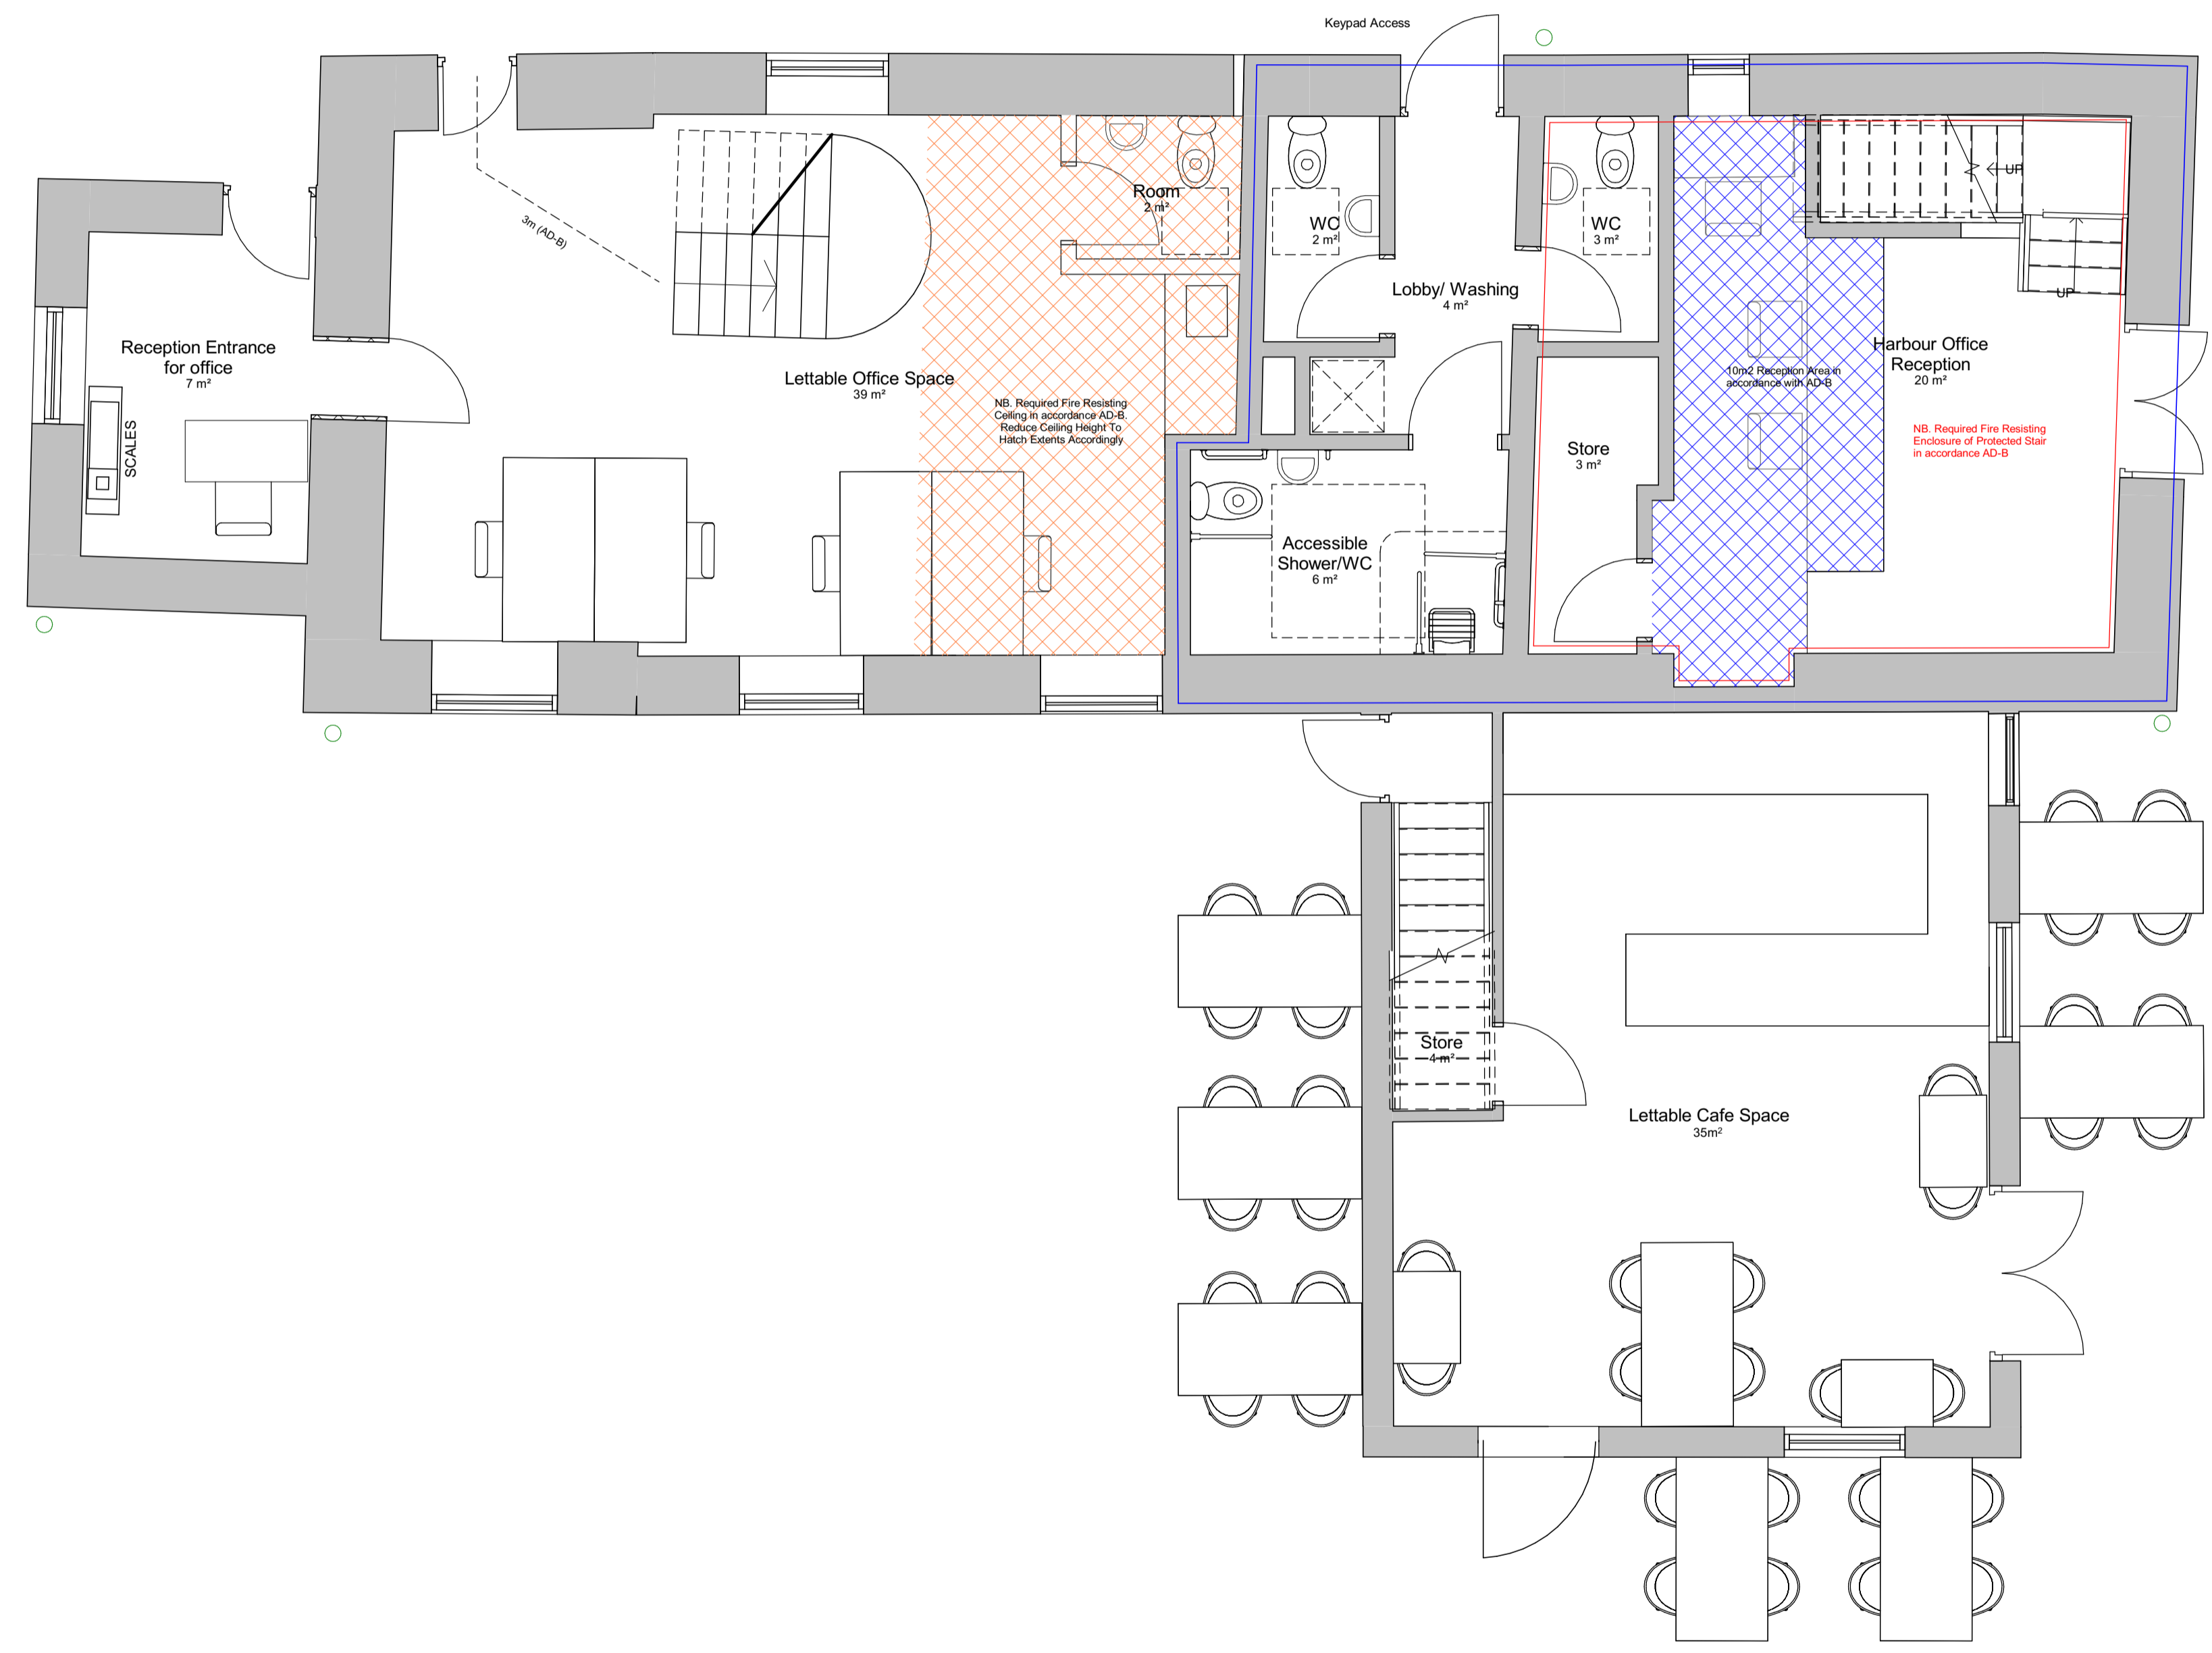 Keypad Access
3m (AD-B)
Room
2 m²
WC
2 m²
WC
3 m²
UP
UP
Lobby/ Washing
4 m²
Reception Entrance
for office
7 m²
SCALES
Lettable Office Space
39 m²
NB. Required Fire Resisting
Ceiling in accordance AD-B.
Reduce Ceiling Height To
Hatch Extents Accordingly
Harbour Office
Reception
20 m²
10m2 Reception Area in
accordance with AD-B
NB. Required Fire Resisting
Enclosure of Protected Stair
in accordance AD-B
Store
3 m²
Accessible
Shower/WC
6 m²
Store
4 m²
Lettable Cafe Space
35m²